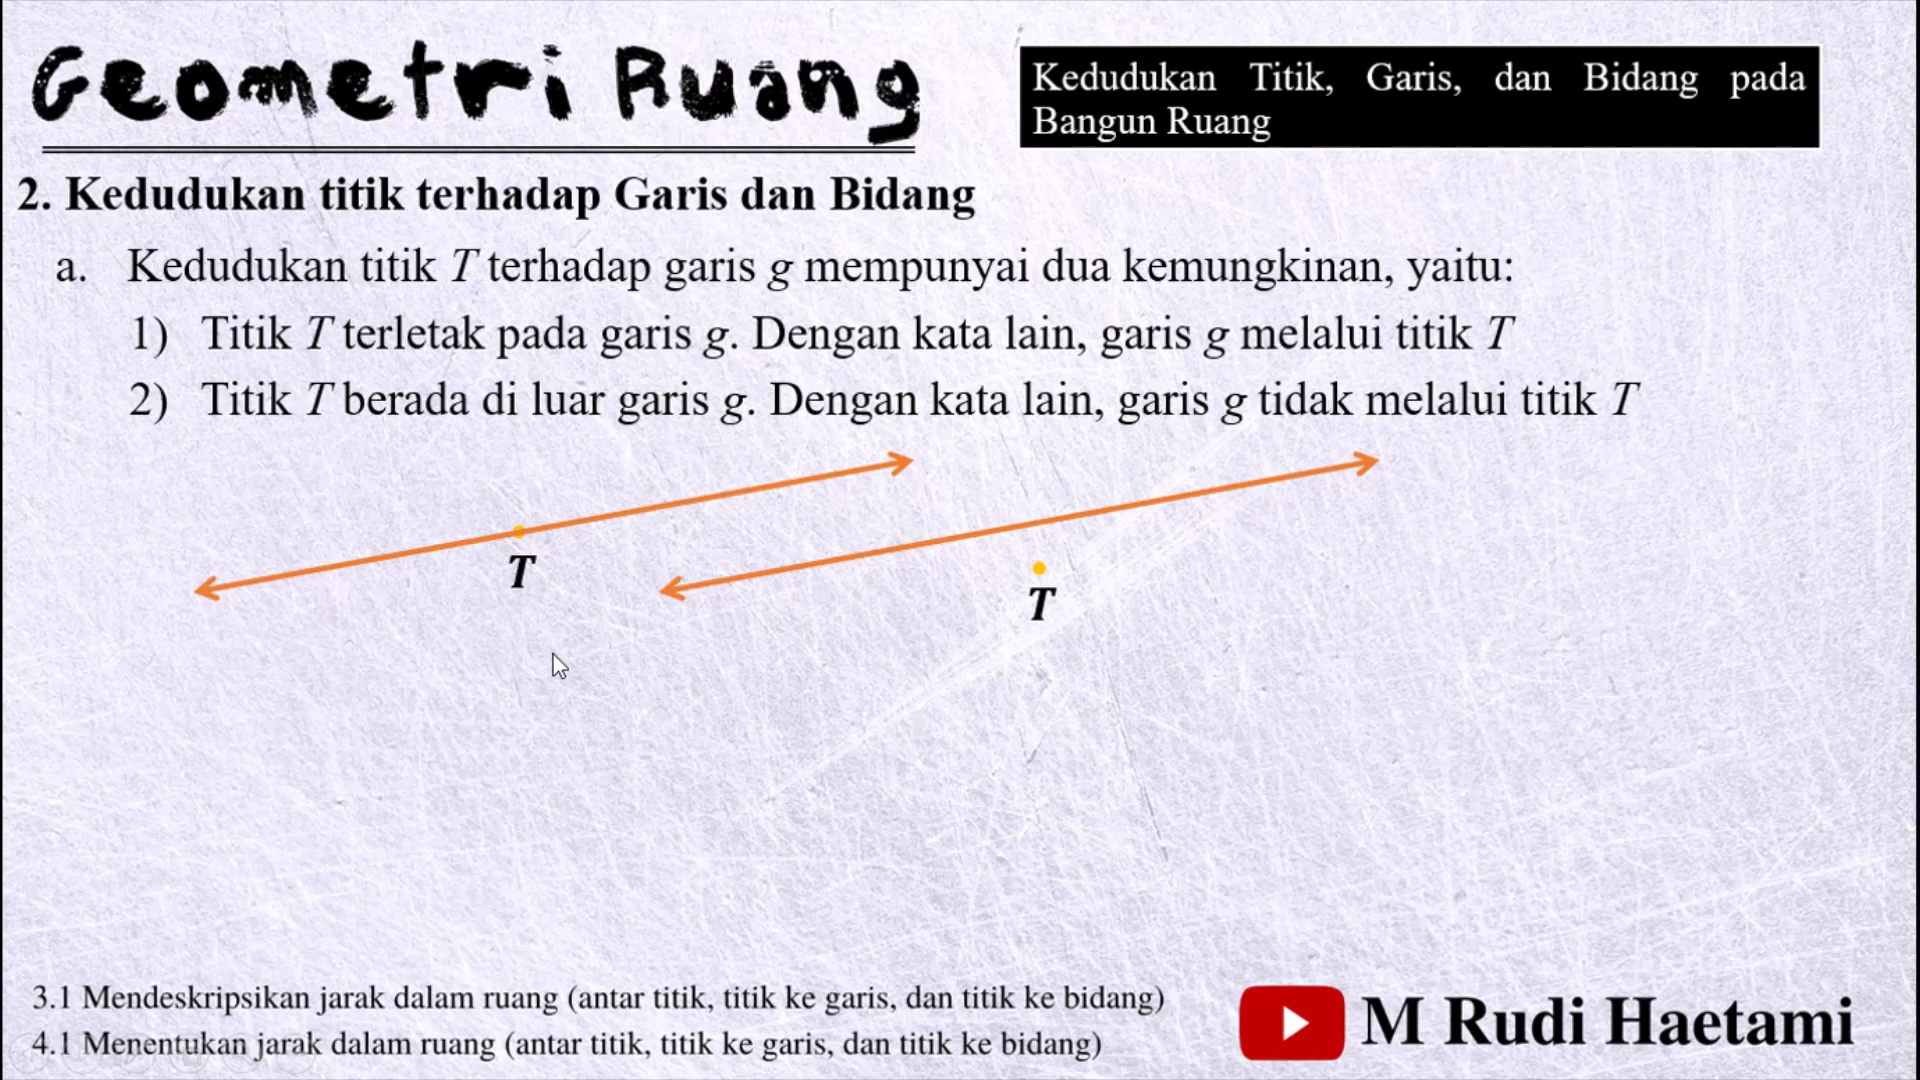 Geometri Ruang
Kedudukan Titik, Garis, dan Bidang pada
Bangun Ruang
2. Kedudukan titik terhadap Garis dan Bidang
a. Kedudukan titik T terhadap garis g mempunyai dua kemungkinan, yaitu:
1) Titik T terletak pada garis g. Dengan kata lain, garis g melalui titik T
2) Titik T berada di luar garis g. Dengan kata lain, garis g tidak melalui titik T
T
T
3.1 Mendeskripsikan jarak dalam ruang (antar titik, titik ke garis, dan titik ke bidang)
4.1 Menentukan jarak dalam ruang (antar titik, titik ke garis, dan titik ke bidang)
M Rudi Haetami